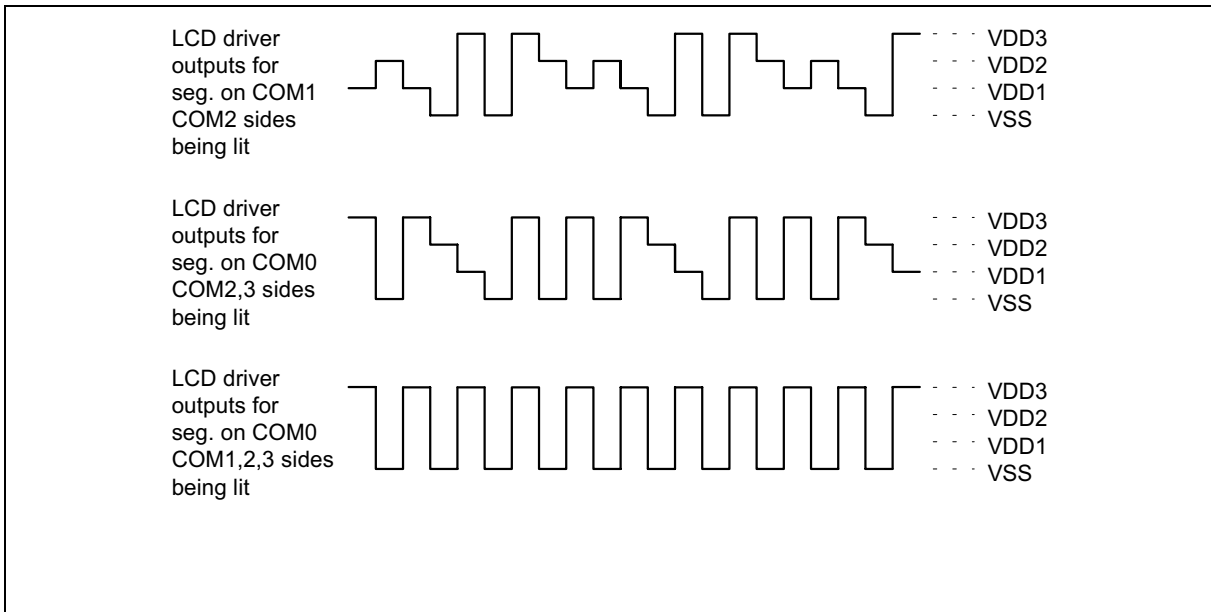 LCD driver
outputs for
seg. on COM1
COM2 sides
being lit
VDD3
VDD2
VDD1
VSS
LCD driver
outputs for
seg. on COM0
COM2,3 sides
being lit
VDD3
VDD2
VDD1
VSS
LCD driver
outputs for
seg. on COM0
COM1,2,3 sides
being lit
VDD3
VDD2
VDD1
VSS